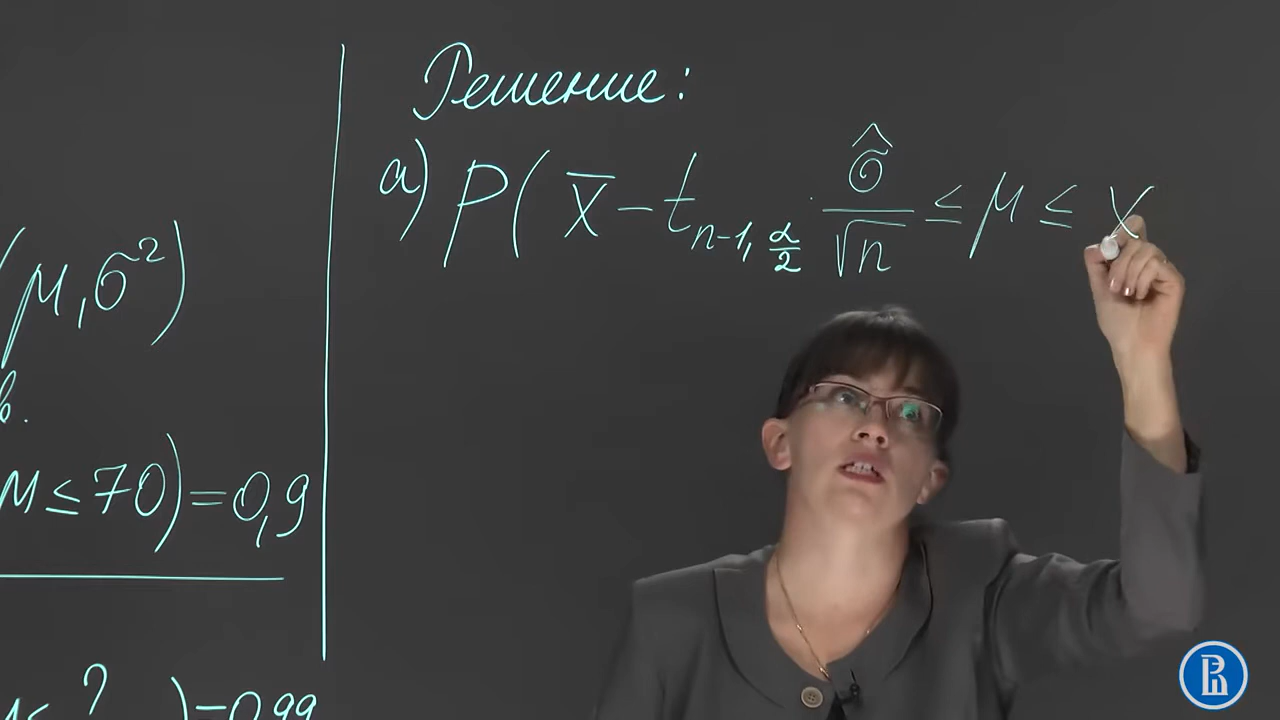 Решение:
а) P( X̄ − t_{n−1, α/2} · σ̂/√n ≤ μ ≤ X
(μ, σ²)
в.
μ ≤ 70) = 0,9
≤ ? ) = 0,99